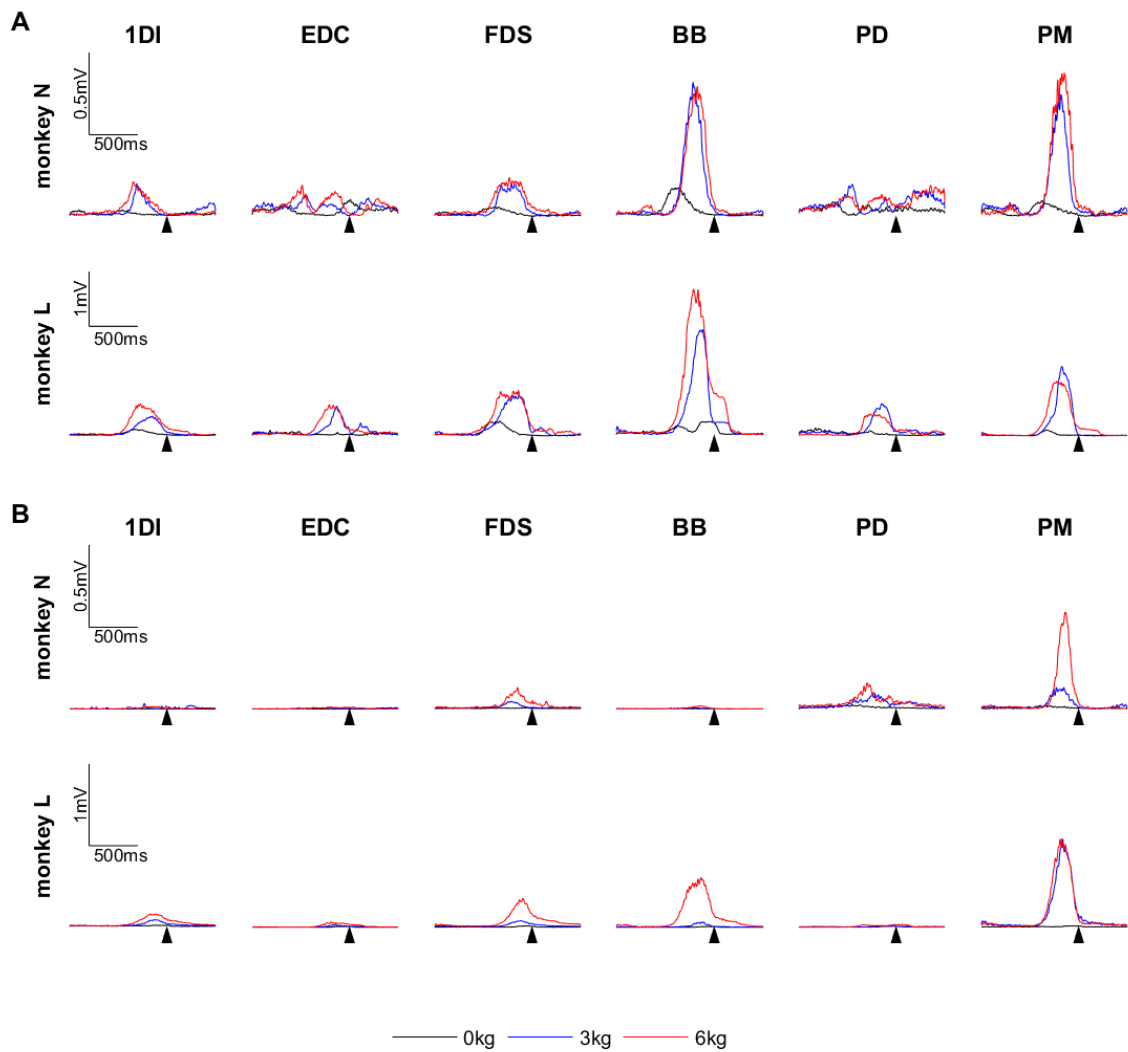 A
1DI EDC FDS BB PD PM
monkey N
0.5mV
500ms
monkey L
1mV
500ms
B
1DI EDC FDS BB PD PM
monkey N
0.5mV
500ms
monkey L
1mV
500ms
0kg 3kg 6kg